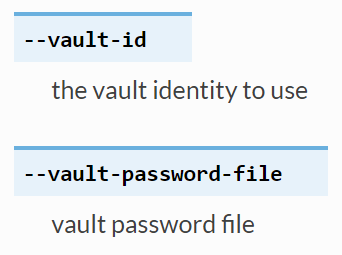 --vault-id
the vault identity to use
--vault-password-file
vault password file